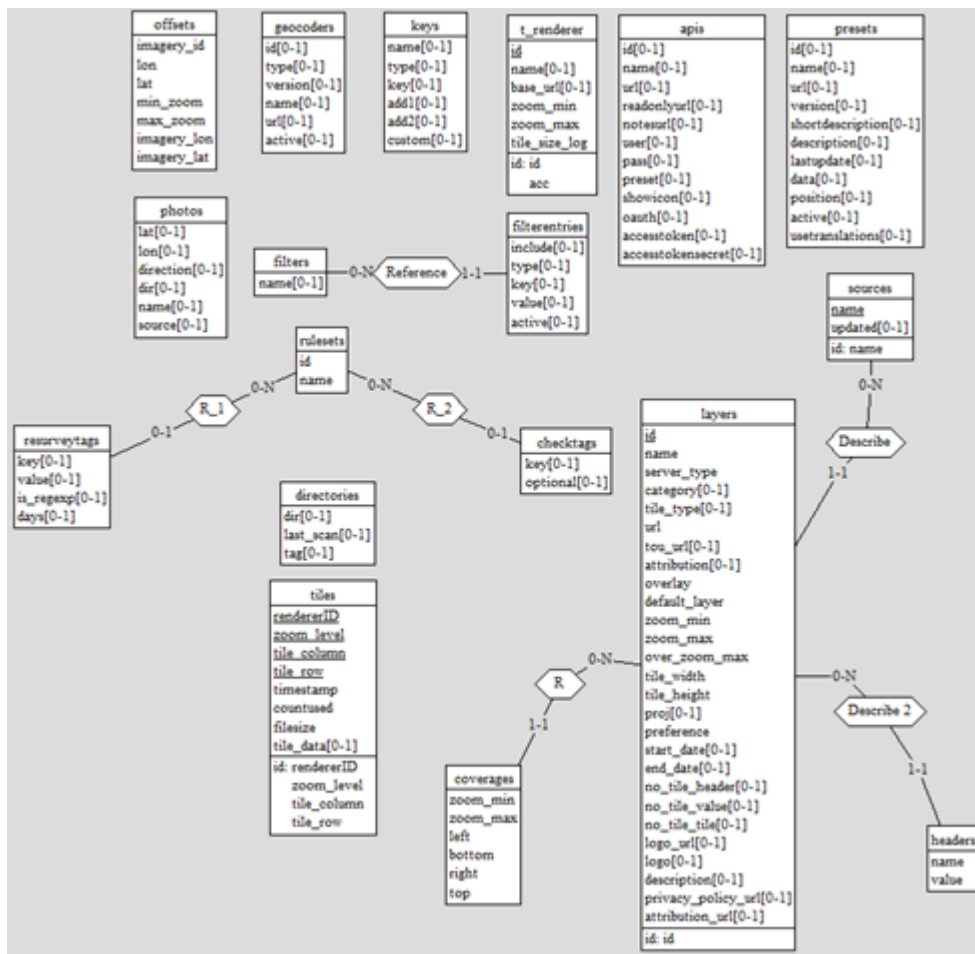 offsets
imagery_id
lon
lat
min_zoom
max_zoom
imagery_lon
imagery_lat
geocoders
id[0-1]
type[0-1]
version[0-1]
name[0-1]
url[0-1]
active[0-1]
keys
name[0-1]
type[0-1]
key[0-1]
add1[0-1]
add2[0-1]
custom[0-1]
t_renderer
id
name[0-1]
base_url[0-1]
zoom_min
zoom_max
tile_size_log
id: id
acc
apis
id[0-1]
name[0-1]
url[0-1]
readonlyurl[0-1]
notesurl[0-1]
user[0-1]
pass[0-1]
preset[0-1]
showicon[0-1]
oauth[0-1]
accesstoken[0-1]
accesstokensecret[0-1]
presets
id[0-1]
name[0-1]
url[0-1]
version[0-1]
shortdescription[0-1]
description[0-1]
lastupdate[0-1]
data[0-1]
position[0-1]
active[0-1]
usetranslations[0-1]
photos
lat[0-1]
lon[0-1]
direction[0-1]
dir[0-1]
name[0-1]
source[0-1]
filters
name[0-1]
0-N
Reference
1-1
filterentries
include[0-1]
type[0-1]
key[0-1]
value[0-1]
active[0-1]
sources
name
updated[0-1]
id: name
0-N
Describe
1-1
rulesets
id
name
0-N
R_1
0-1
0-N
R_2
0-1
resurveytags
key[0-1]
value[0-1]
is_regexp[0-1]
days[0-1]
checktags
key[0-1]
optional[0-1]
directories
dir[0-1]
last_scan[0-1]
tag[0-1]
tiles
rendererID
zoom_level
tile_column
tile_row
timestamp
countused
filesize
tile_data[0-1]
id: rendererID
zoom_level
tile_column
tile_row
layers
id
name
server_type
category[0-1]
tile_type[0-1]
url
tou_url[0-1]
attribution[0-1]
overlay
default_layer
zoom_min
zoom_max
over_zoom_max
tile_width
tile_height
proj[0-1]
preference
start_date[0-1]
end_date[0-1]
no_tile_header[0-1]
no_tile_value[0-1]
no_tile_tile[0-1]
logo_url[0-1]
logo[0-1]
description[0-1]
privacy_policy_url[0-1]
attribution_url[0-1]
id: id
0-N
R
1-1
coverages
zoom_min
zoom_max
left
bottom
right
top
0-N
Describe 2
1-1
headers
name
value